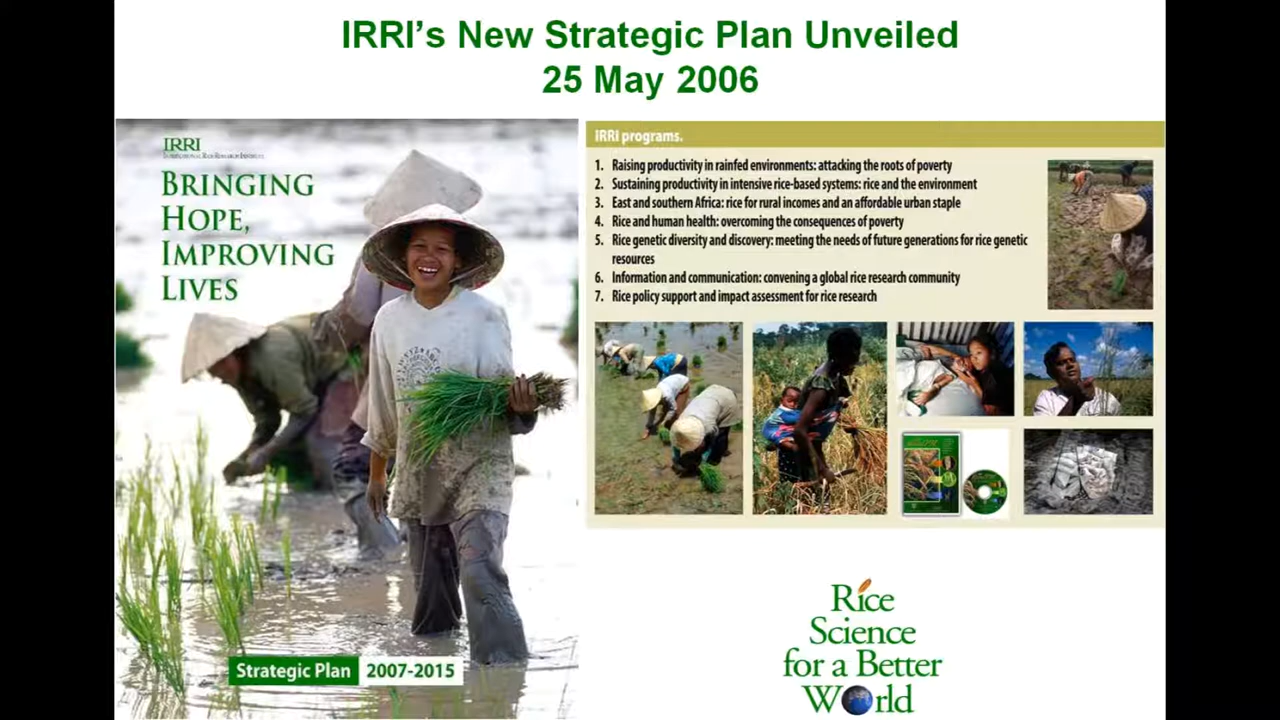 IRRI's New Strategic Plan Unveiled
25 May 2006
IRRI
INTERNATIONAL RICE RESEARCH INSTITUTE
BRINGING
HOPE,
IMPROVING
LIVES
Strategic Plan 2007-2015
IRRI programs.
1. Raising productivity in rainfed environments: attacking the roots of poverty
2. Sustaining productivity in intensive rice-based systems: rice and the environment
3. East and southern Africa: rice for rural incomes and an affordable urban staple
4. Rice and human health: overcoming the consequences of poverty
5. Rice genetic diversity and discovery: meeting the needs of future generations for rice genetic
resources
6. Information and communication: convening a global rice research community
7. Rice policy support and impact assessment for rice research
Rice
Science
for a Better
World